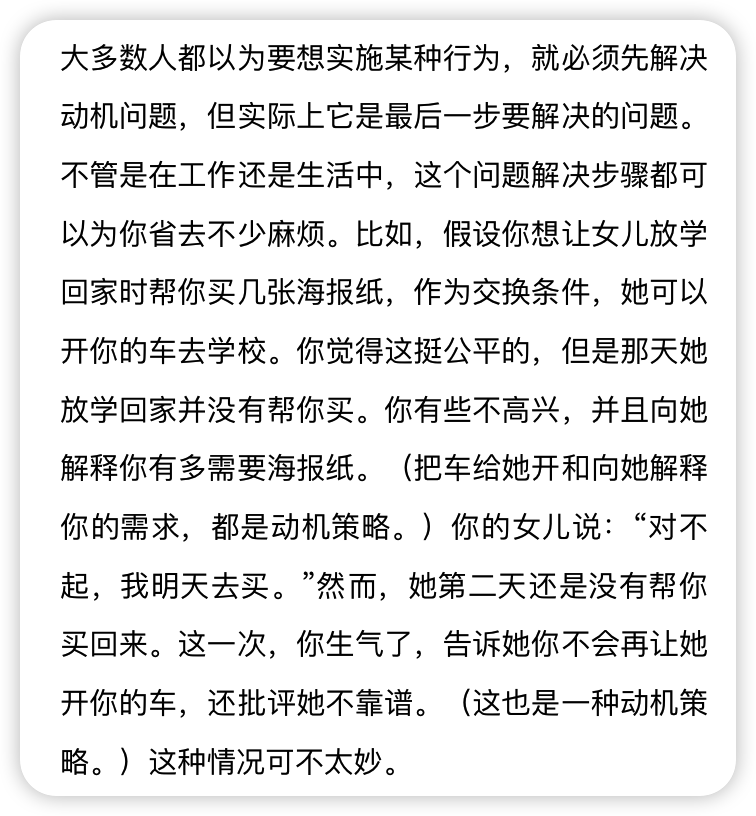 大多数人都以为要想实施某种行为，就必须先解决
动机问题，但实际上它是最后一步要解决的问题。
不管是在工作还是生活中，这个问题解决步骤都可
以为你省去不少麻烦。比如，假设你想让女儿放学
回家时帮你买几张海报纸，作为交换条件，她可以
开你的车去学校。你觉得这挺公平的，但是那天她
放学回家并没有帮你买。你有些不高兴，并且向她
解释你有多需要海报纸。（把车给她开和向她解释
你的需求，都是动机策略。）你的女儿说：“对不
起，我明天去买。”然而，她第二天还是没有帮你
买回来。这一次，你生气了，告诉她你不会再让她
开你的车，还批评她不靠谱。（这也是一种动机策
略。）这种情况可不太妙。